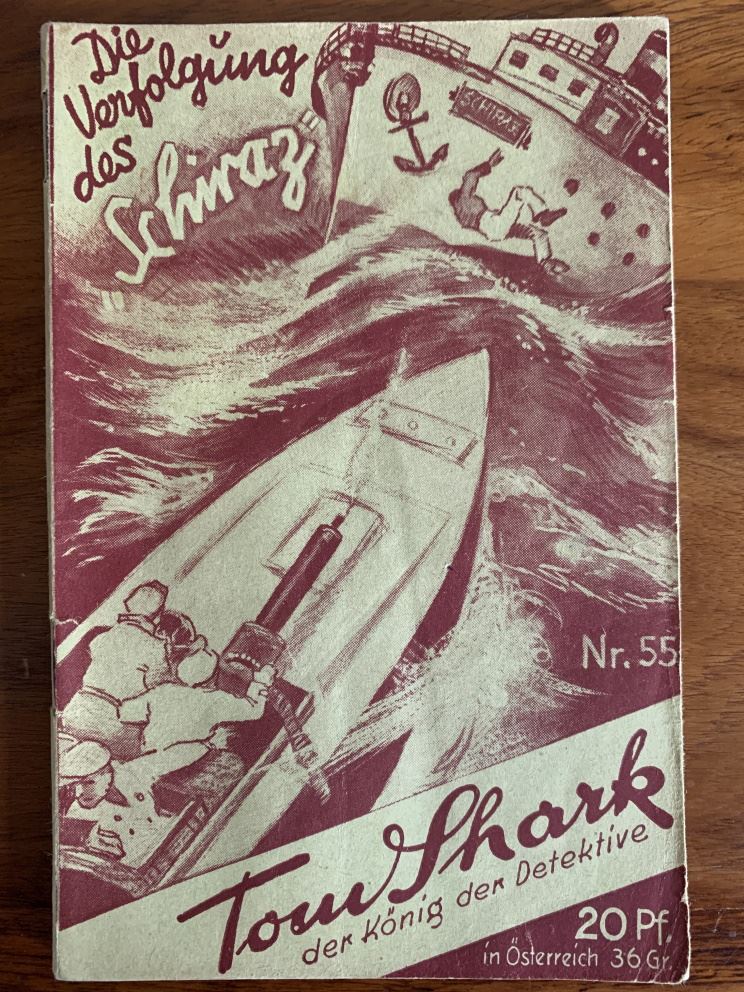 Die
Verfolgung
des
„Schiraz"
SCHIRAZ
Nr. 55
Tom Shark
der König der Detektive
20 Pf.
in Österreich 36 Gr.